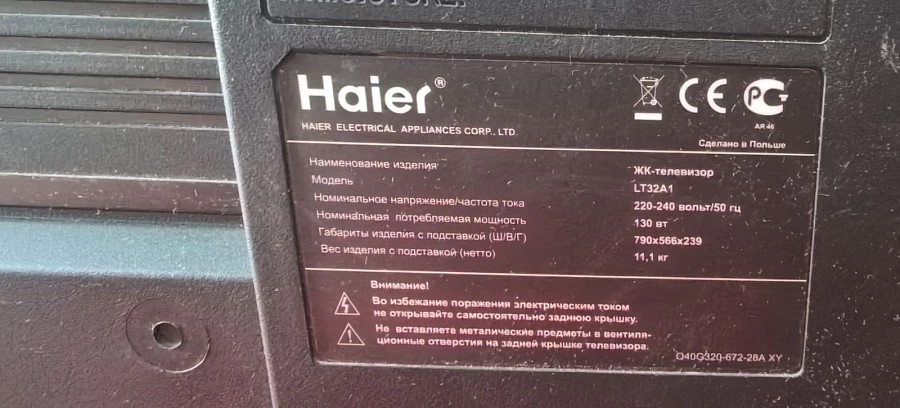 Haier®
HAIER ELECTRICAL APPLIANCES CORP., LTD.
АЯ 46
Сделано в Польше
Наименование изделия ЖК-телевизор
Модель LT32A1
Номинальное напряжение/частота тока 220-240 вольт/50 гц
Номинальная потребляемая мощность 130 вт
Габариты изделия с подставкой (Ш/В/Г) 790x566x239
Вес изделия с подставкой (нетто) 11,1 кг
Внимание!
Во избежание поражения электрическим током
не открывайте самостоятельно заднюю крышку.
Не вставляете металические предметы в вентиля-
ционные отверстия на задней крышке телевизора.
Q40G320-672-28A XY